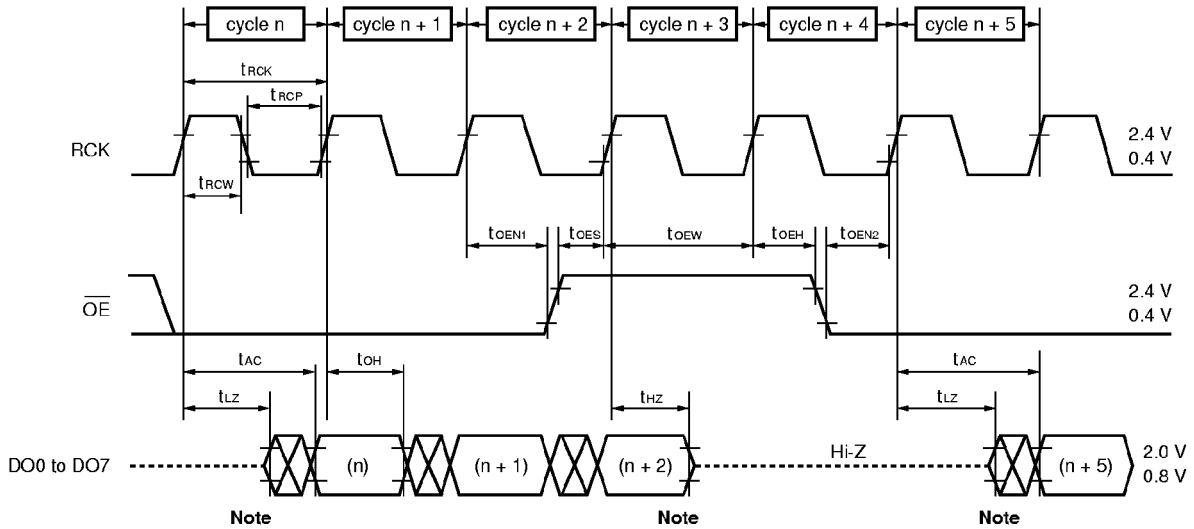 cycle n cycle n + 1 cycle n + 2 cycle n + 3 cycle n + 4 cycle n + 5
tRCK
tRCP
RCK 2.4 V
0.4 V
tRCW
tOEN1 tOES tOEW tOEH tOEN2
OE 2.4 V
0.4 V
tAC tOH tAC
tLZ tHZ tLZ
DO0 to DO7 (n) (n + 1) (n + 2) Hi-Z (n + 5) 2.0 V
0.8 V
Note Note Note